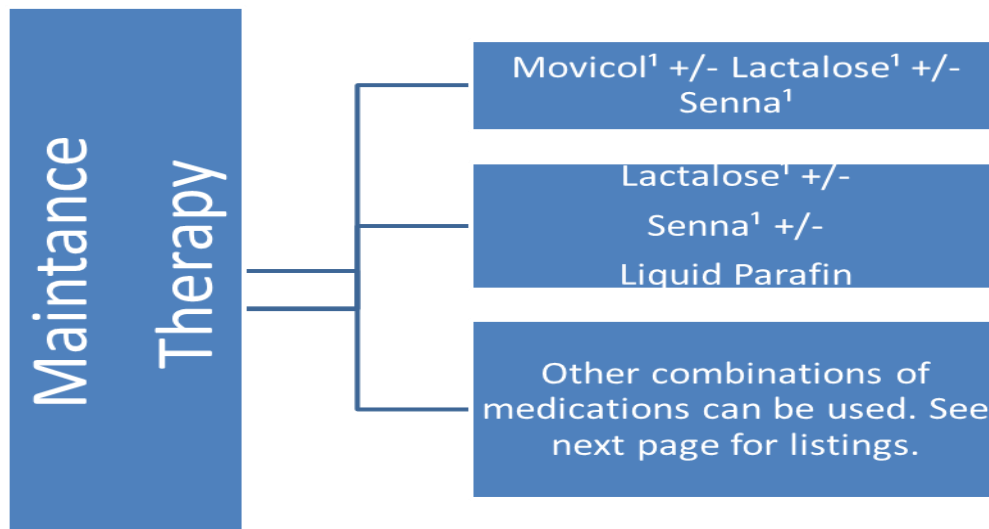 Maintance
Therapy
Movicol¹ +/- Lactalose¹ +/-
Senna¹
Lactalose¹ +/-
Senna¹ +/-
Liquid Parafin
Other combinations of
medications can be used. See
next page for listings.